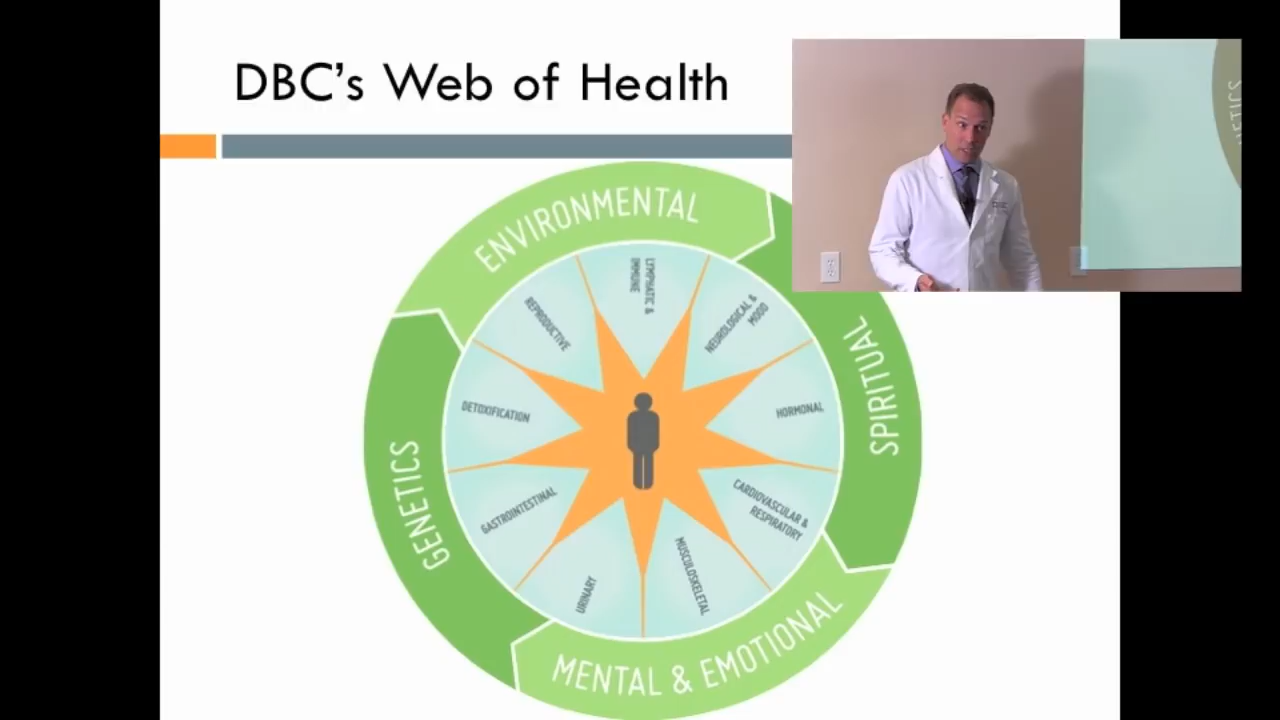 DBC's Web of Health
ENVIRONMENTAL
SPIRITUAL
MENTAL & EMOTIONAL
GENETICS
LYMPHATIC &
IMMUNE
NEUROLOGICAL &
MOOD
HORMONAL
CARDIOVASCULAR &
RESPIRATORY
MUSCULOSKELETAL
URINARY
GASTROINTESTINAL
DETOXIFICATION
REPRODUCTIVE